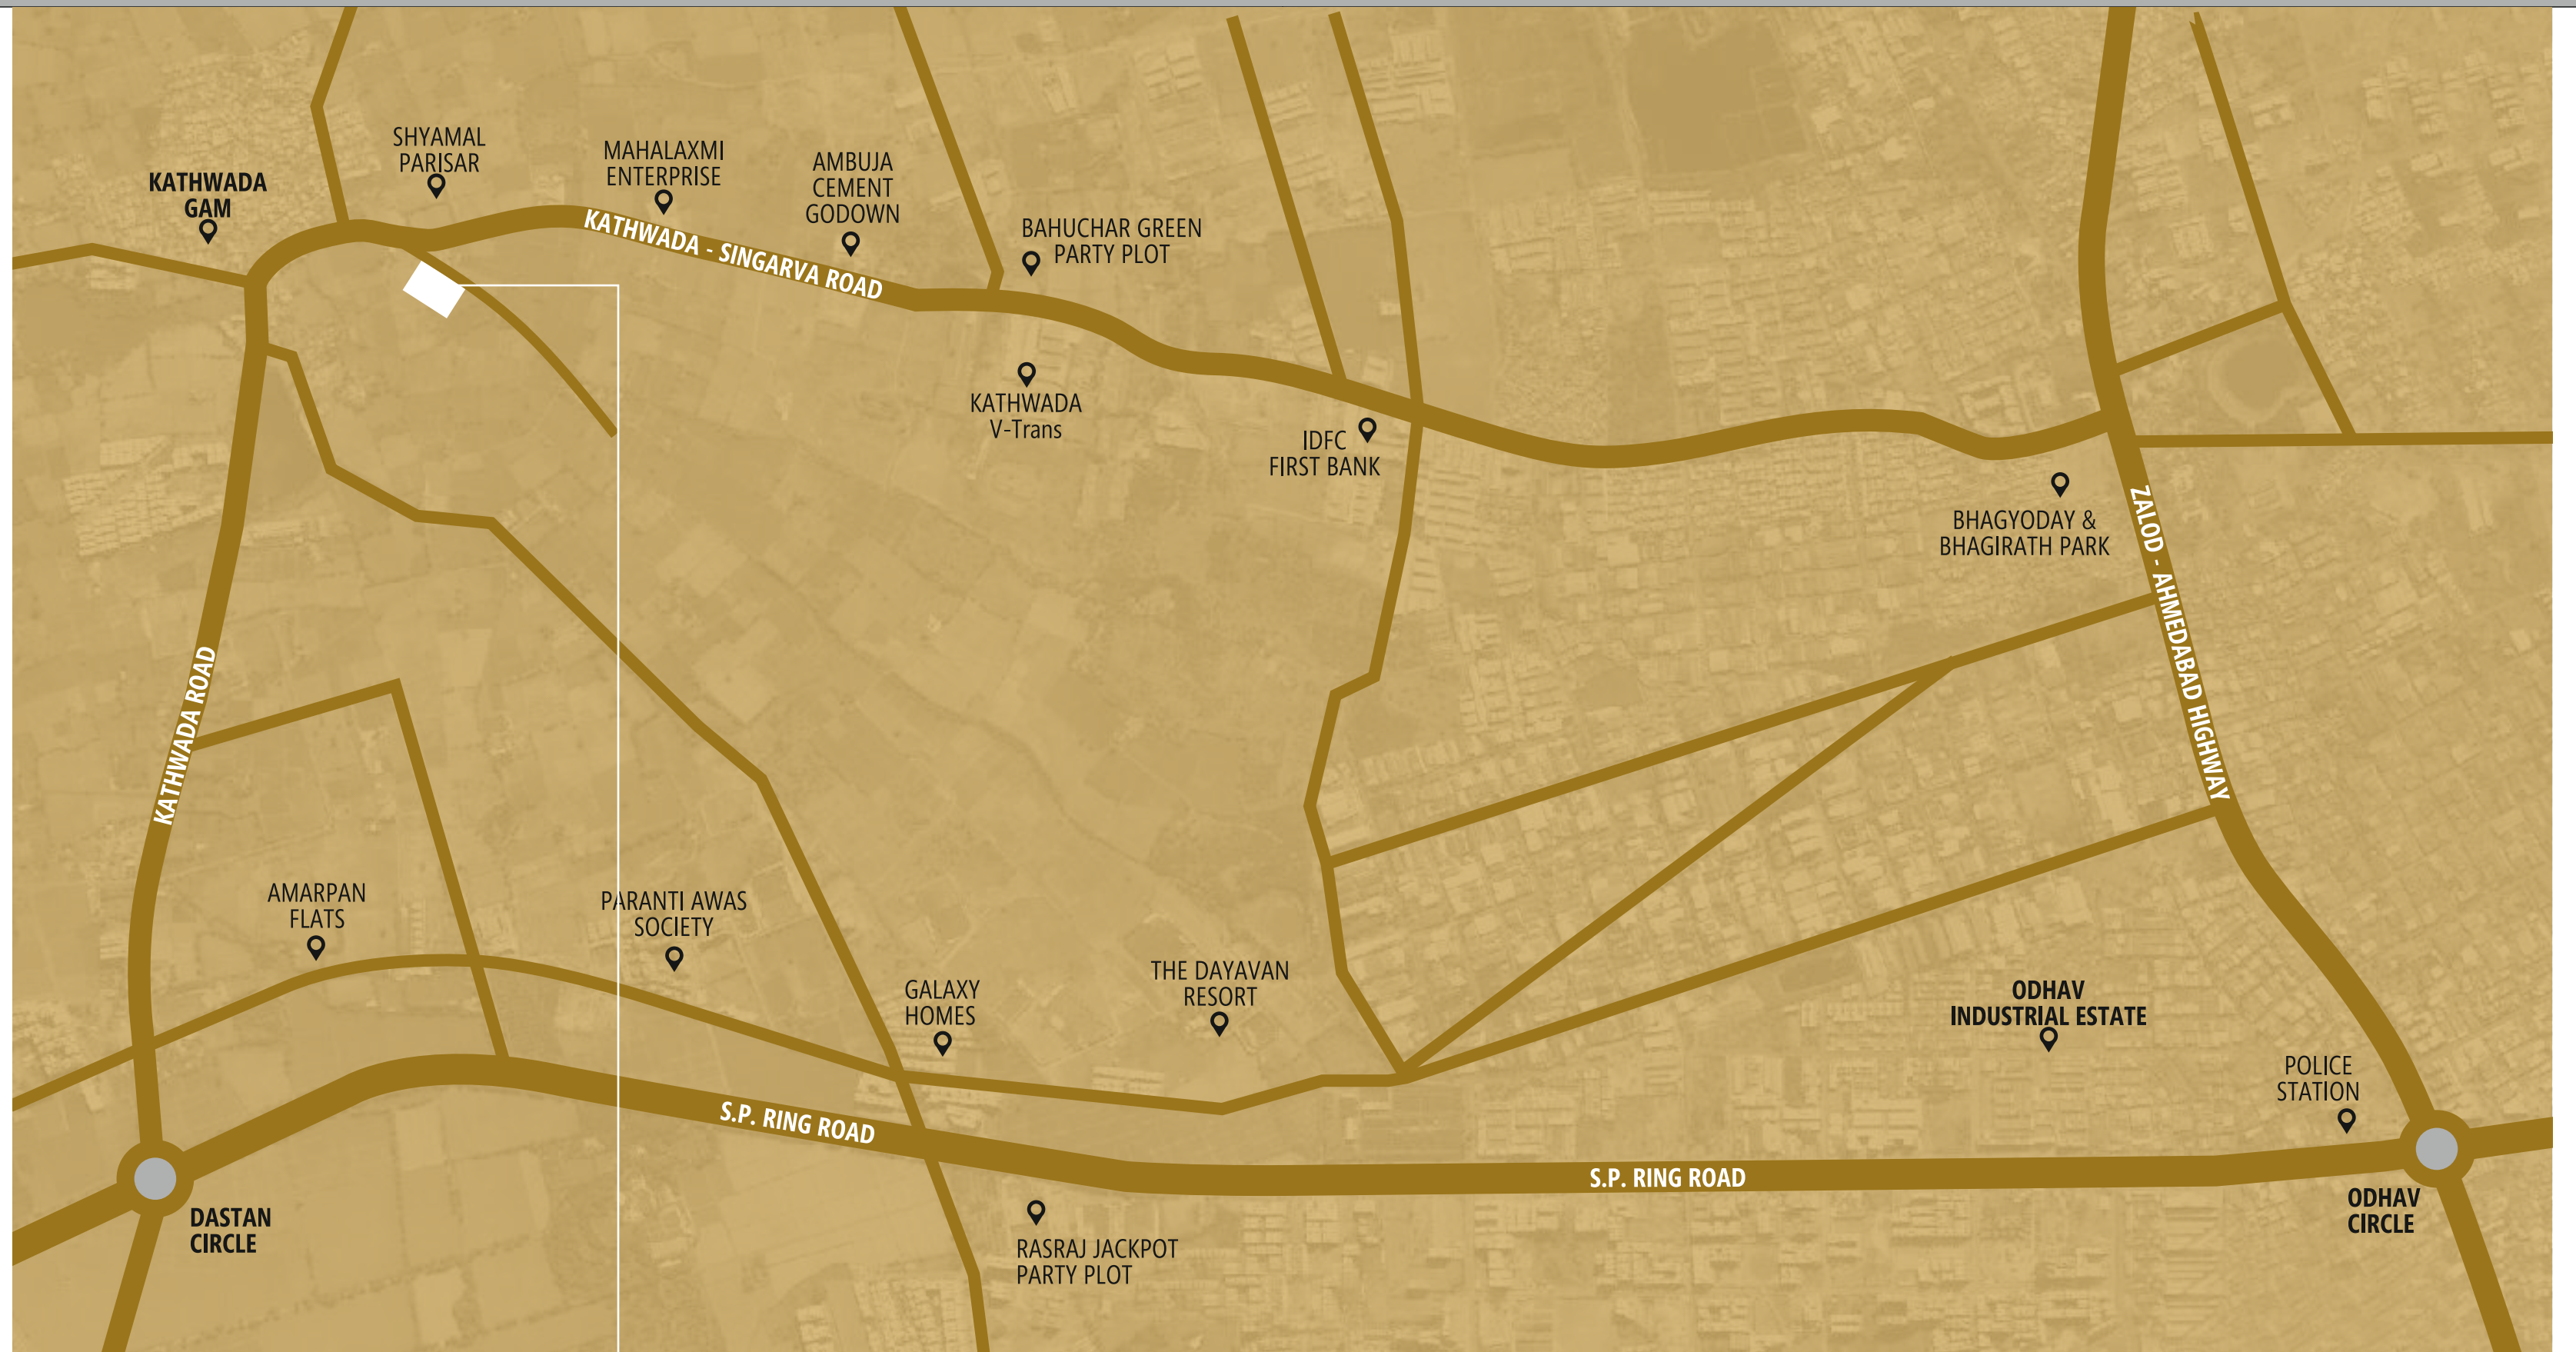 SHYAMAL
PARISAR
MAHALAXMI
ENTERPRISE
AMBUJA
CEMENT
GODOWN
KATHWADA
GAM
BAHUCHAR GREEN
PARTY PLOT
KATHWADA - SINGARVA ROAD
KATHWADA
V-Trans
IDFC
FIRST BANK
BHAGYODAY &
BHAGIRATH PARK
ZALOD - AHMEDABAD HIGHWAY
KATHWADA ROAD
AMARPAN
FLATS
PARANTI AWAS
SOCIETY
GALAXY
HOMES
THE DAYAVAN
RESORT
ODHAV
INDUSTRIAL ESTATE
POLICE
STATION
S.P. RING ROAD
S.P. RING ROAD
DASTAN
CIRCLE
RASRAJ JACKPOT
PARTY PLOT
ODHAV
CIRCLE